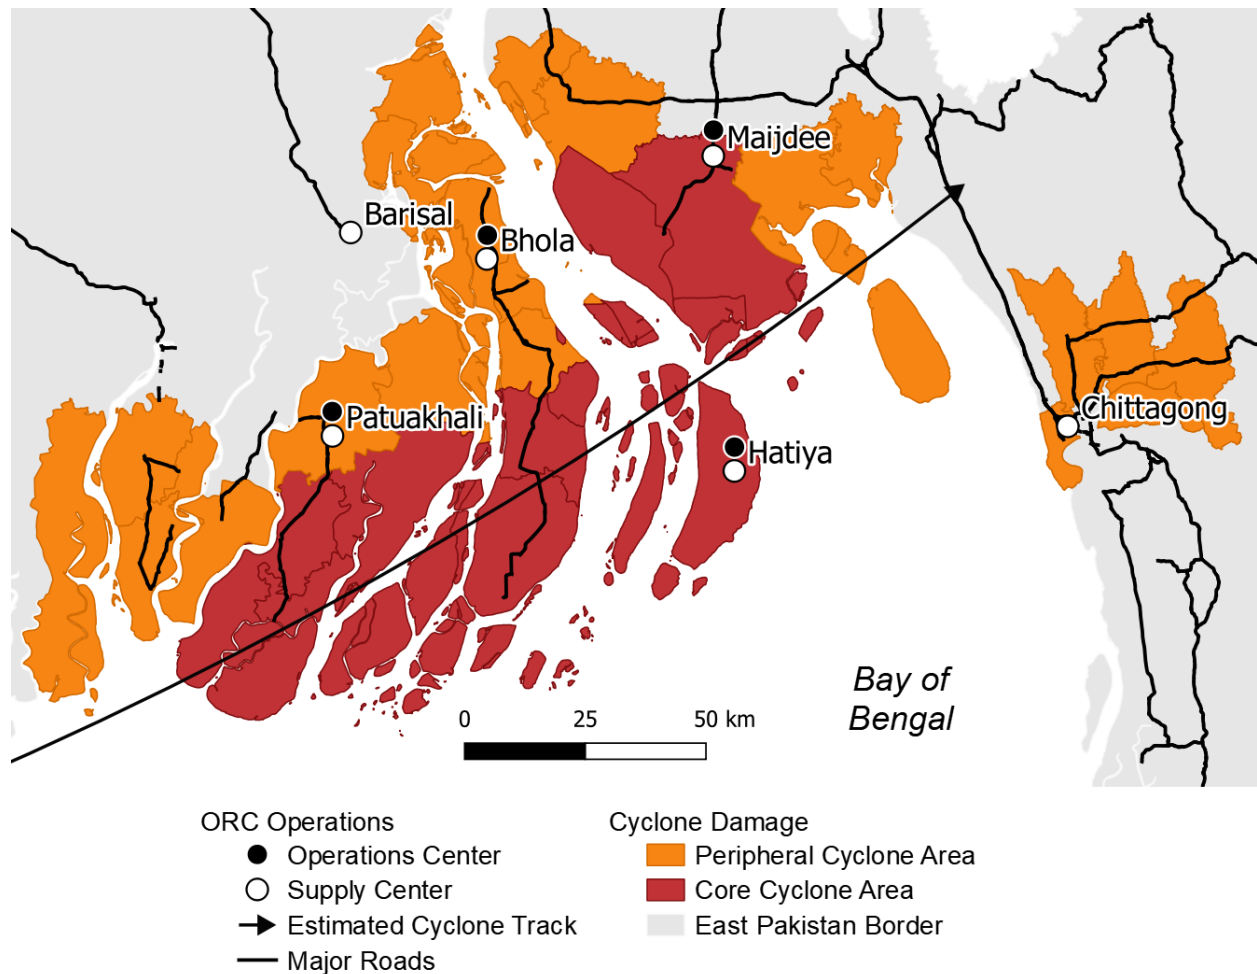 Maijdee
Barisal
Bhola
Patuakhali
Chittagong
Hatiya
Bay of
Bengal
0 25 50 km
ORC Operations
Operations Center
Supply Center
Estimated Cyclone Track
Major Roads
Cyclone Damage
Peripheral Cyclone Area
Core Cyclone Area
East Pakistan Border